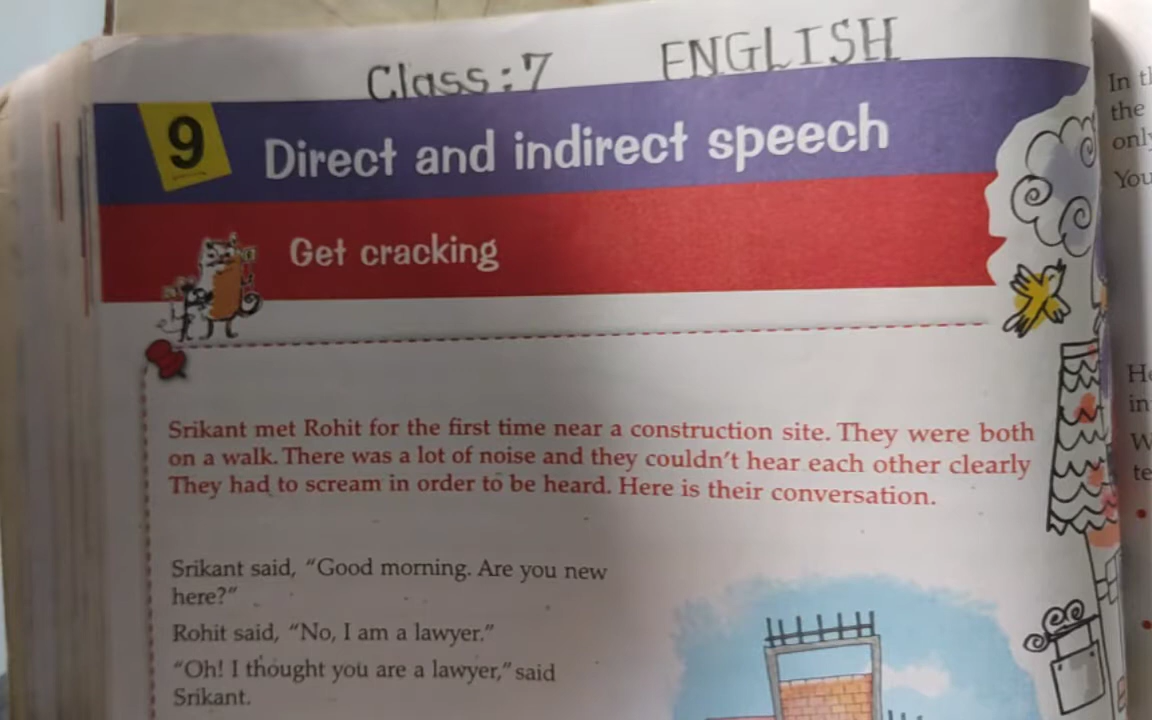 Class:7 ENGLISH
9 Direct and indirect speech
Get cracking
Srikant met Rohit for the first time near a construction site. They were both
on a walk. There was a lot of noise and they couldn't hear each other clearly
They had to scream in order to be heard. Here is their conversation.
Srikant said, “Good morning. Are you new
here?”
Rohit said, “No, I am a lawyer.”
“Oh! I thought you are a lawyer,” said
Srikant.
the
You